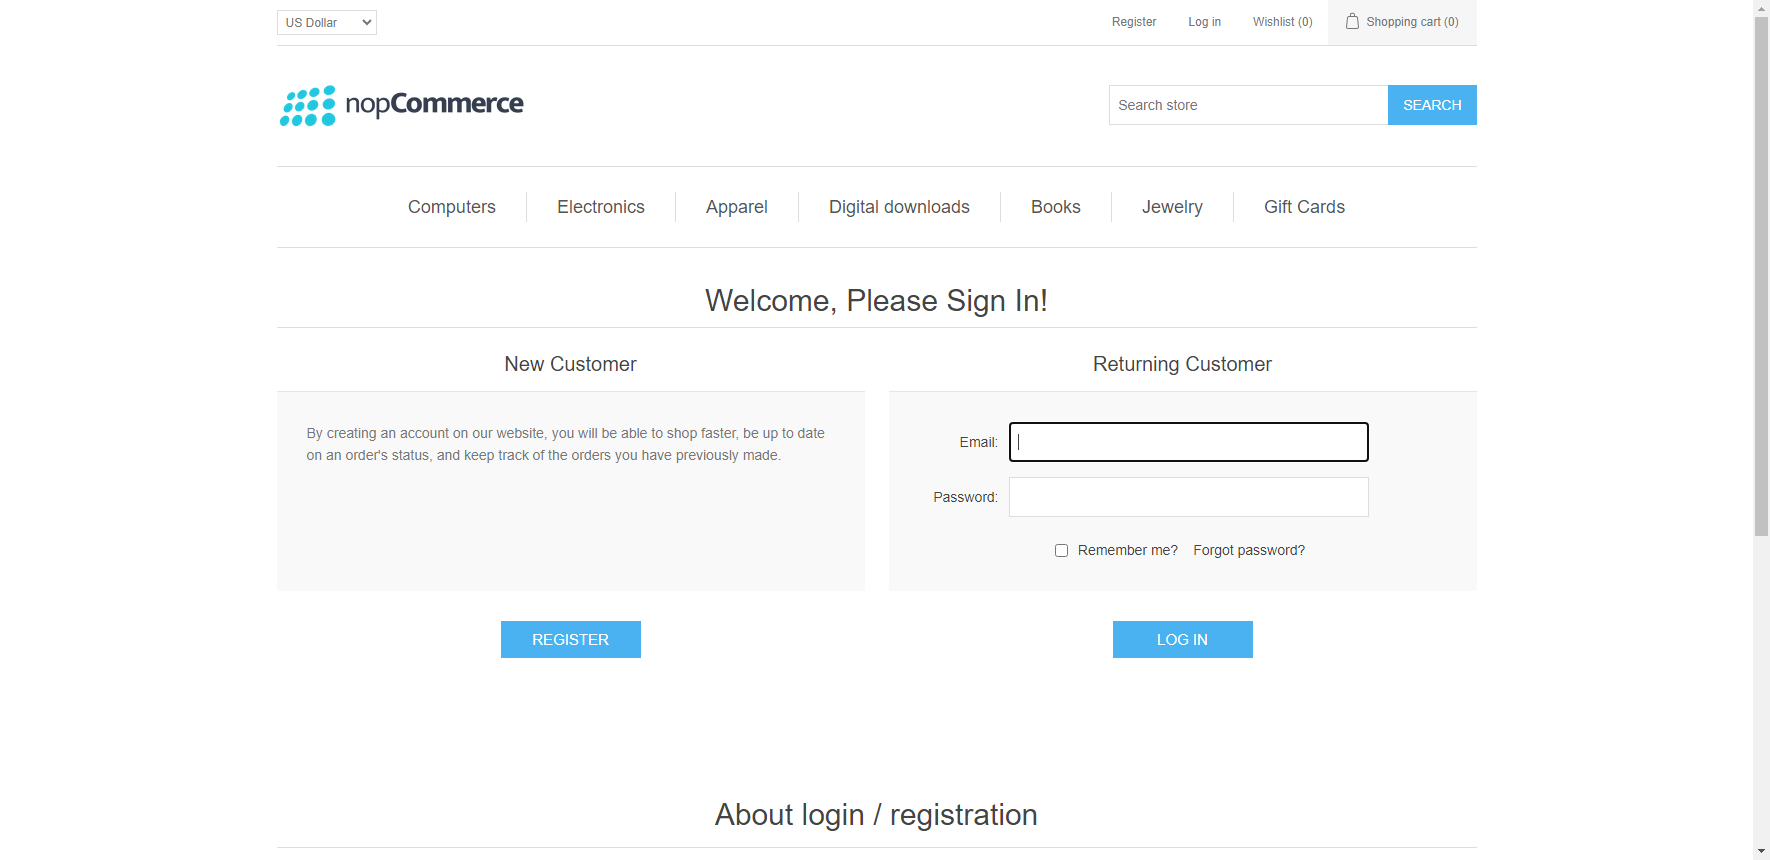 US Dollar
Register Log in Wishlist (0) Shopping cart (0)
nopCommerce
Search store SEARCH
Computers Electronics Apparel Digital downloads Books Jewelry Gift Cards
Welcome, Please Sign In!
New Customer
By creating an account on our website, you will be able to shop faster, be up to date
on an order's status, and keep track of the orders you have previously made.
REGISTER
Returning Customer
Email:
Password:
Remember me? Forgot password?
LOG IN
About login / registration